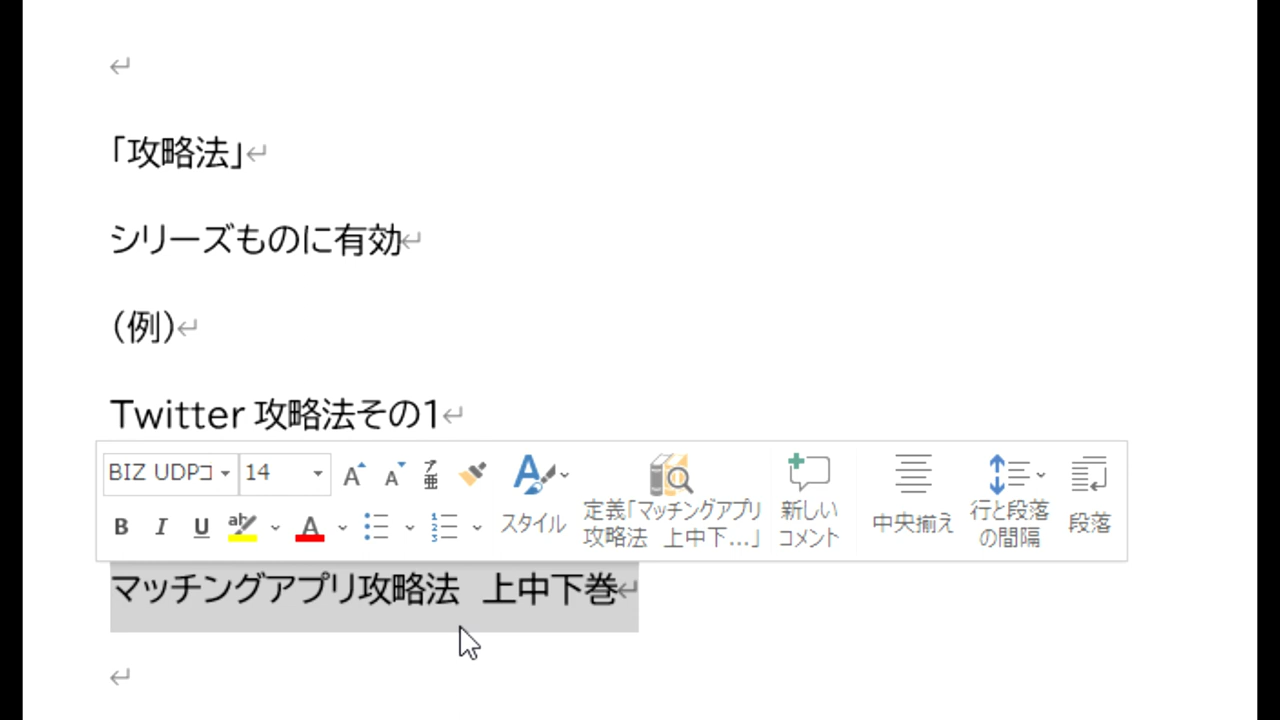 「攻略法」
シリーズものに有効
(例)
Twitter 攻略法その1
BIZ UDPコ 14
B I U スタイル 定義「マッチングアプリ攻略法 上中下...」 新しいコメント 中央揃え 行と段落の間隔 段落
マッチングアプリ攻略法 上中下巻